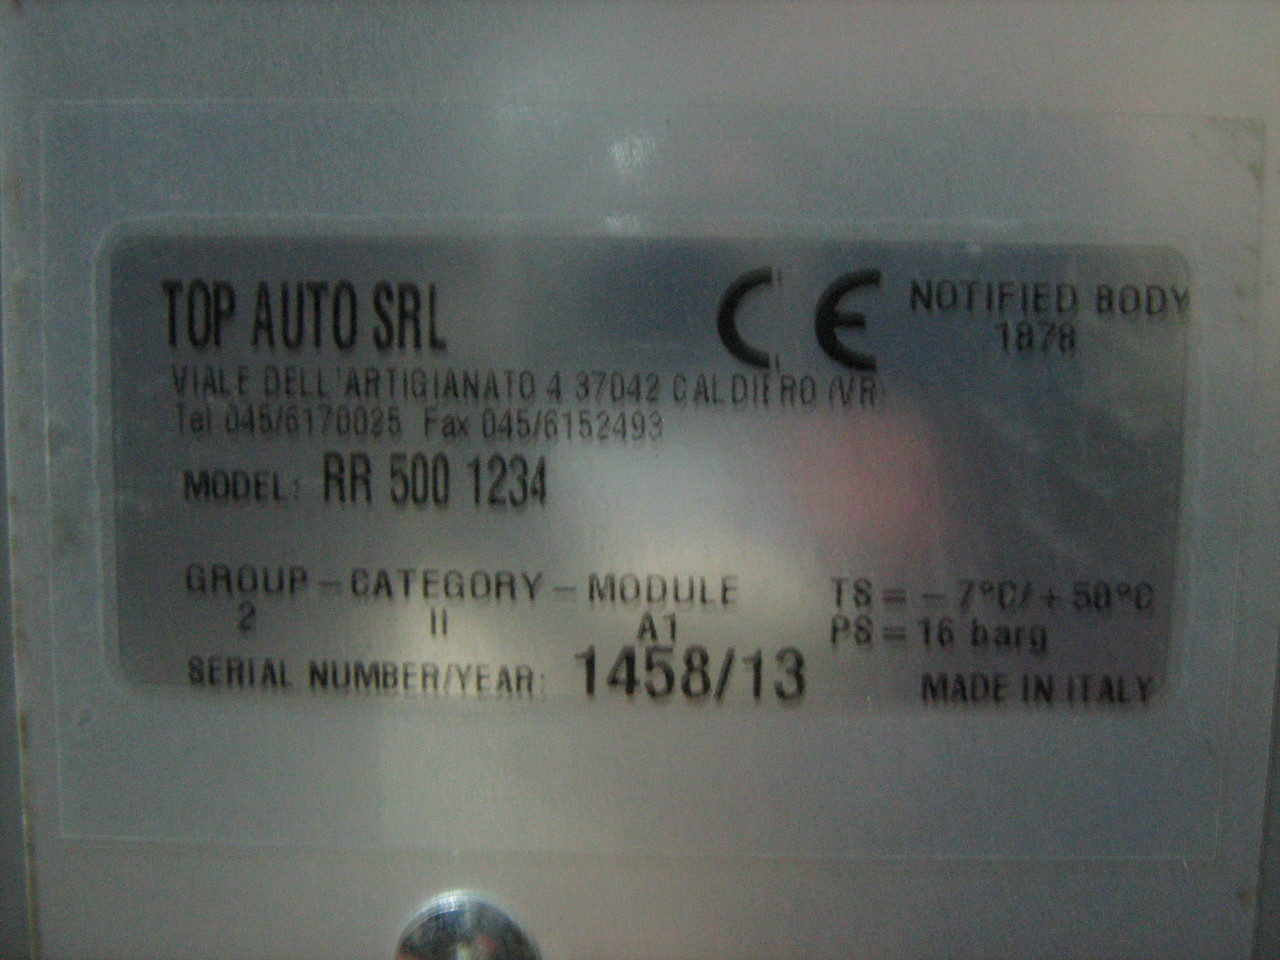 TOP AUTO SRL
CE NOTIFIED BODY
1878
VIALE DELL'ARTIGIANATO 4 37042 CALDIERO (VR)
Tel 045/6170025 Fax 045/6152493
MODEL: RR 500 1234
GROUP - CATEGORY - MODULE
2 II A1
TS = - 7°C/ + 50°C
PS = 16 barg
SERIAL NUMBER/YEAR: 1458/13
MADE IN ITALY